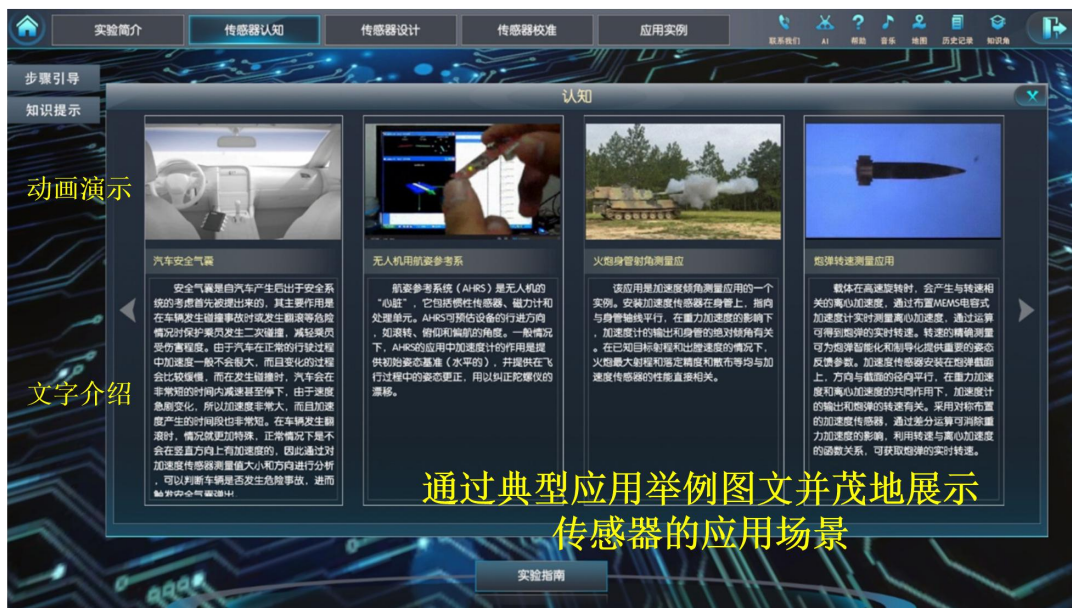 实验简介
传感器认知
传感器设计
传感器校准
应用实例
联系我们
AI
帮助
音乐
地图
历史记录
知识角
步骤引导
知识提示
认知
X
动画演示
文字介绍
汽车安全气囊
安全气囊是自汽车产生后出于安全系
统的考虑首先被提出来的，其主要作用是
在车辆发生碰撞事故时或发生翻滚等危险
情况时保护乘员发生二次碰撞，减轻乘员
受伤害程度。由于汽车在正常的行驶过程
中加速度一般不会很大，而且变化的过程
会比较缓慢，而在发生碰撞时，汽车会在
非常短的时间内减速甚至停下，由于速度
急剧变化，所以加速度非常大，而且加速
度产生的时间段也非常短。在车辆发生翻
滚时，情况就更加特殊，正常情况下是不
会在竖直方向上有加速度的，因此通过对
加速度传感器测量值大小和方向进行分析
，可以判断车辆是否发生危险事故，进而
触发安全气囊弹出
无人机用航姿参考系
航姿参考系统（AHRS）是无人机的
“心脏”，它包括惯性传感器、磁力计和
处理单元。AHRS可预估设备的行进方向
，如滚转、俯仰和偏航的角度。一般情况
下，AHRS的应用中加速度计的作用是提
供初始姿态基准（水平的），并提供在飞
行过程中的姿态更正，用以纠正陀螺仪的
漂移。
火炮身管射角测量应
该应用是加速度倾角测量应用的一个
实例。安装加速度传感器在身管上，指向
与身管轴线平行，在重力加速度的影响下
，加速度计的输出和身管的绝对倾角有关
。在已知目标射程和出膛速度的情况下，
火炮最大射程和落定精度和散布等均与加
速度传感器的性能直接相关。
炮弹转速测量应用
载体在高速旋转时，会产生与转速相
关的离心加速度，通过布置MEMS电容式
加速度计实时测量离心加速度，通过运算
可得到炮弹的实时转速。转速的精确测量
可为炮弹智能化和制导化提供重要的姿态
反馈参数。加速度传感器安装在炮弹截面
上，方向与截面的径向平行，在重力加速
度和离心加速度的共同作用下，加速度计
的输出和炮弹的转速有关。采用对称布置
的加速度传感器，通过差分运算可消除重
力加速度的影响，利用转速与离心加速度
的函数关系，可获取炮弹的实时转速。
通过典型应用举例图文并茂地展示
传感器的应用场景
实验指南